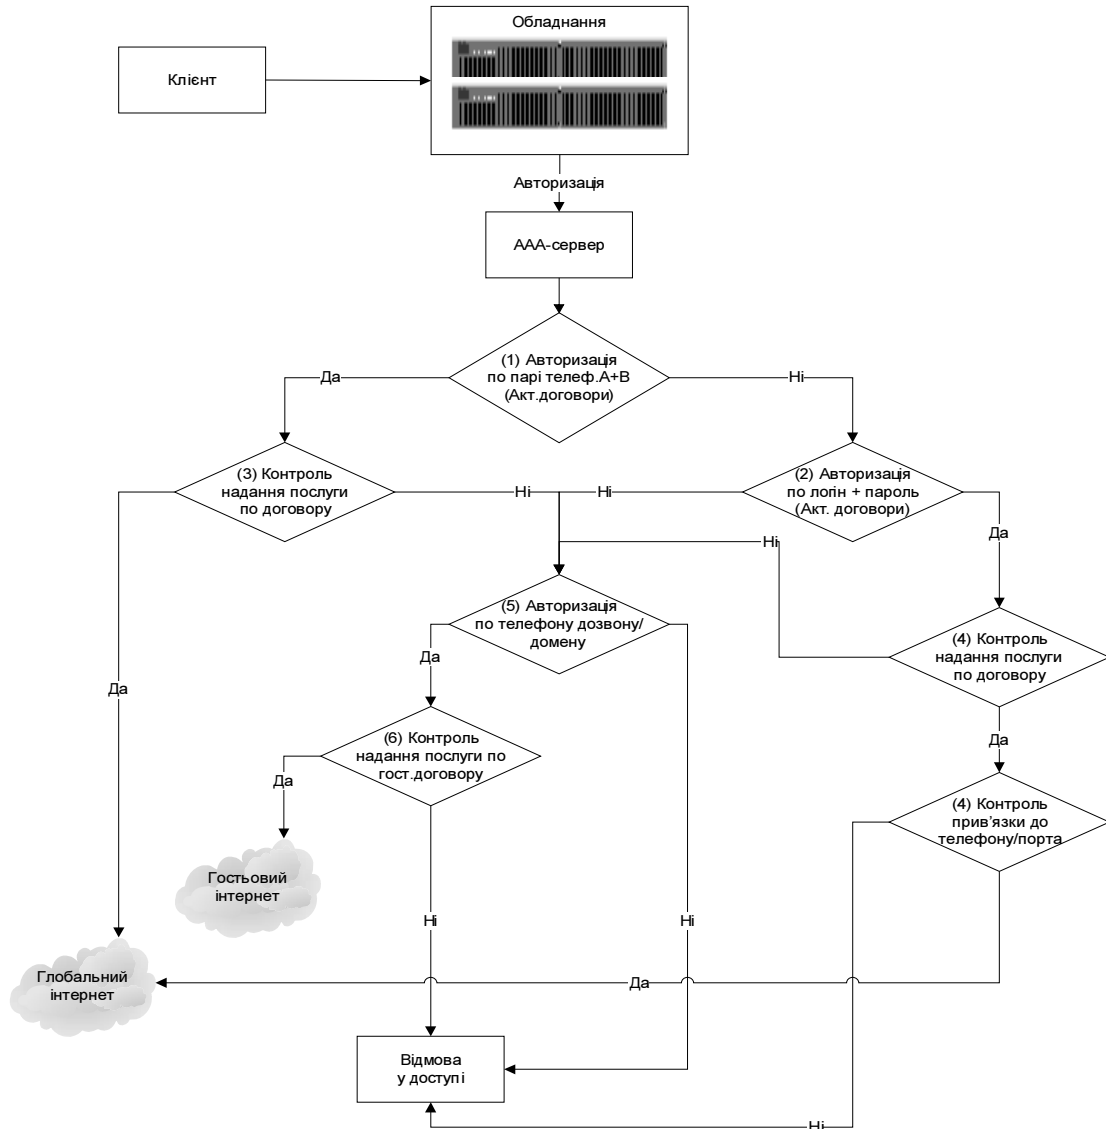 Обладнання
Клієнт
Авторизація
ААА-сервер
(1) Авторизація
по парі телеф.А+В
(Акт.договори)
Да
Ні
(3) Контроль
надання послуги
по договору
Ні
Ні
(2) Авторизація
по логін + пароль
(Акт. договори)
Да
Ні
(5) Авторизація
по телефону дозвону/
домену
(4) Контроль
надання послуги
по договору
Да
Да
(6) Контроль
надання послуги по
гост.договору
Да
Да
(4) Контроль
прив'язки до
телефону/порта
Гостьовий
інтернет
Ні
Ні
Глобальний
інтернет
Да
Відмова
у доступі
Ні